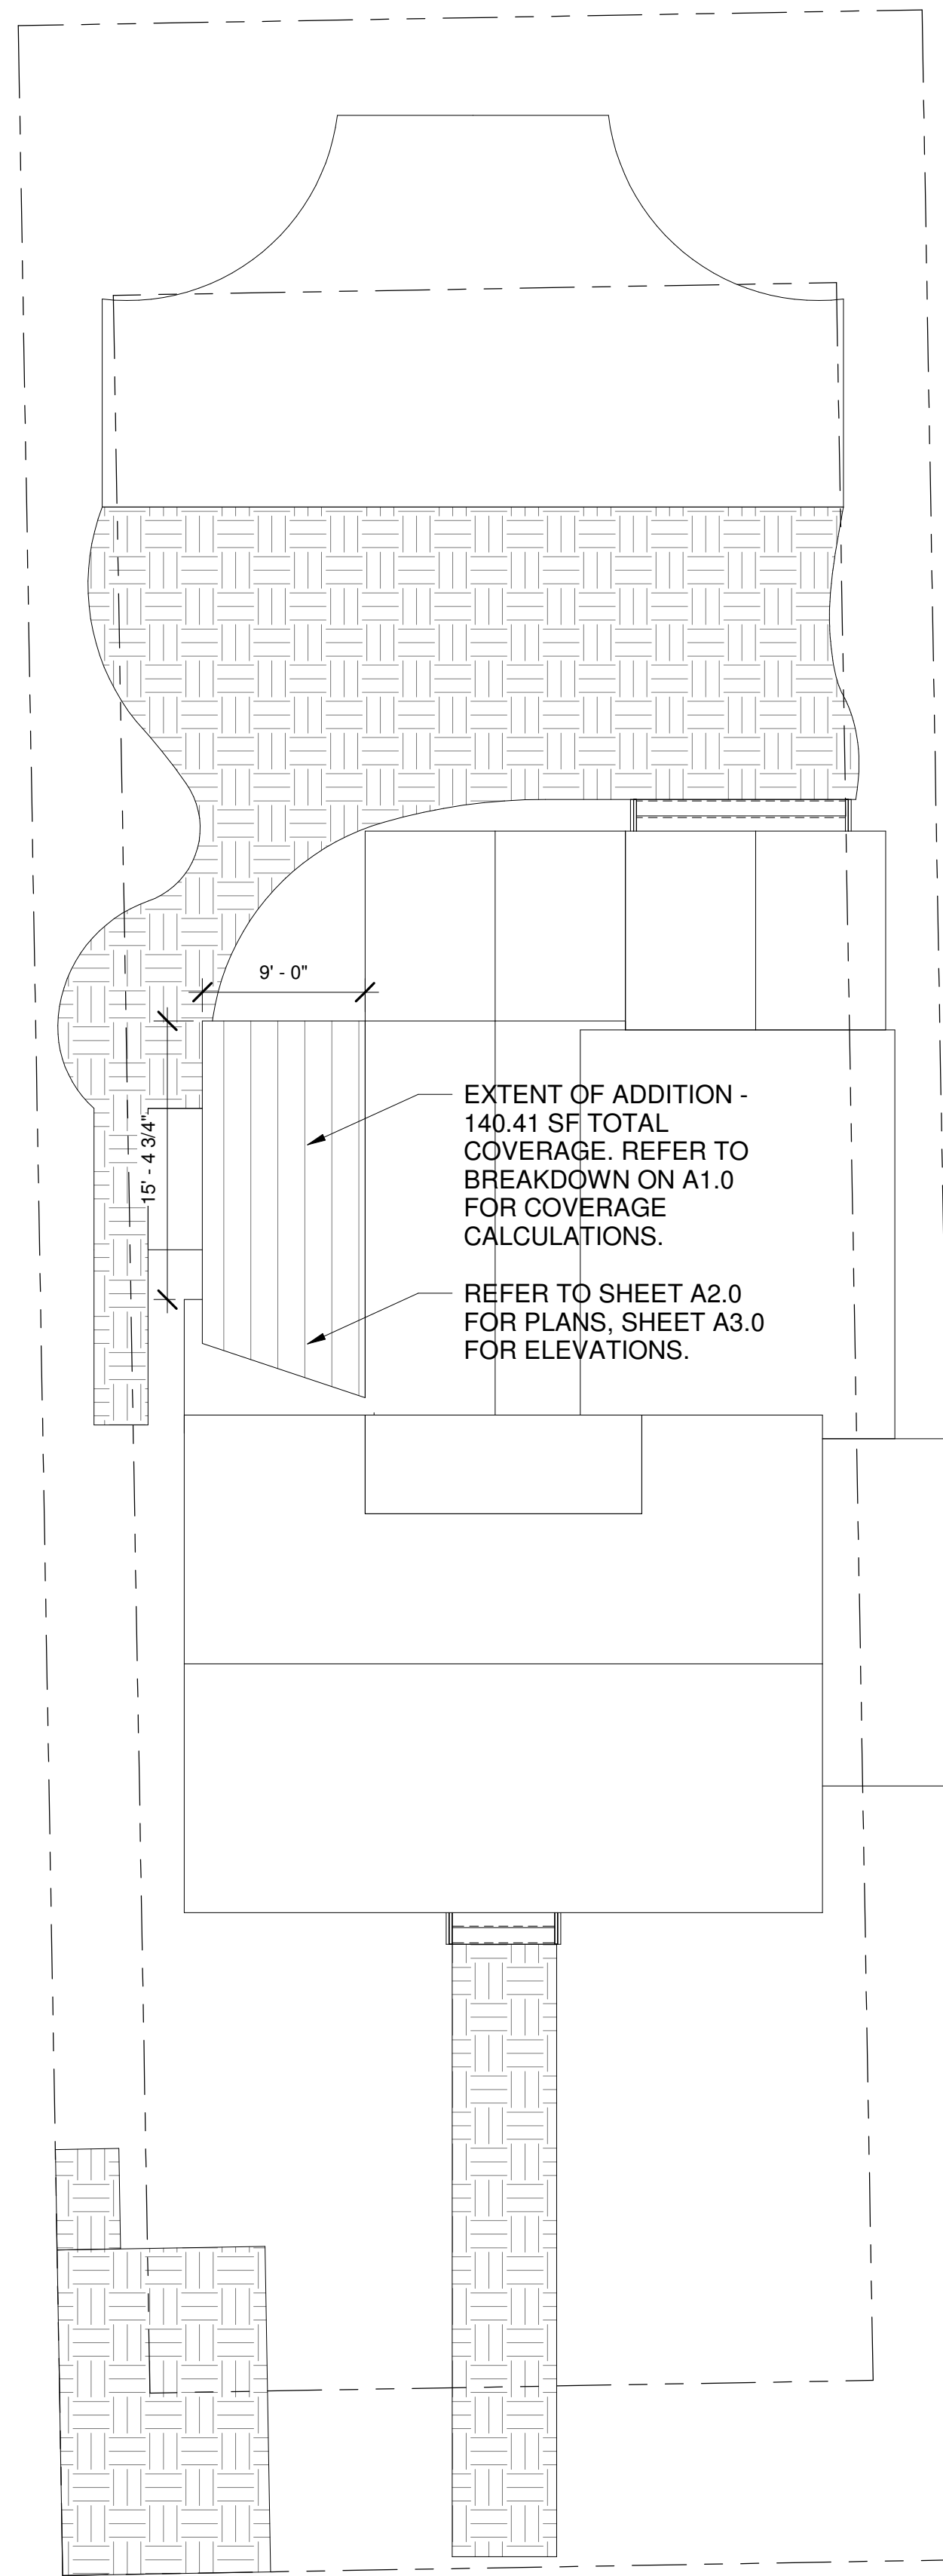 9' - 0"
15' - 4 3/4"
EXTENT OF ADDITION -
140.41 SF TOTAL
COVERAGE. REFER TO
BREAKDOWN ON A1.0
FOR COVERAGE
CALCULATIONS.
REFER TO SHEET A2.0
FOR PLANS, SHEET A3.0
FOR ELEVATIONS.